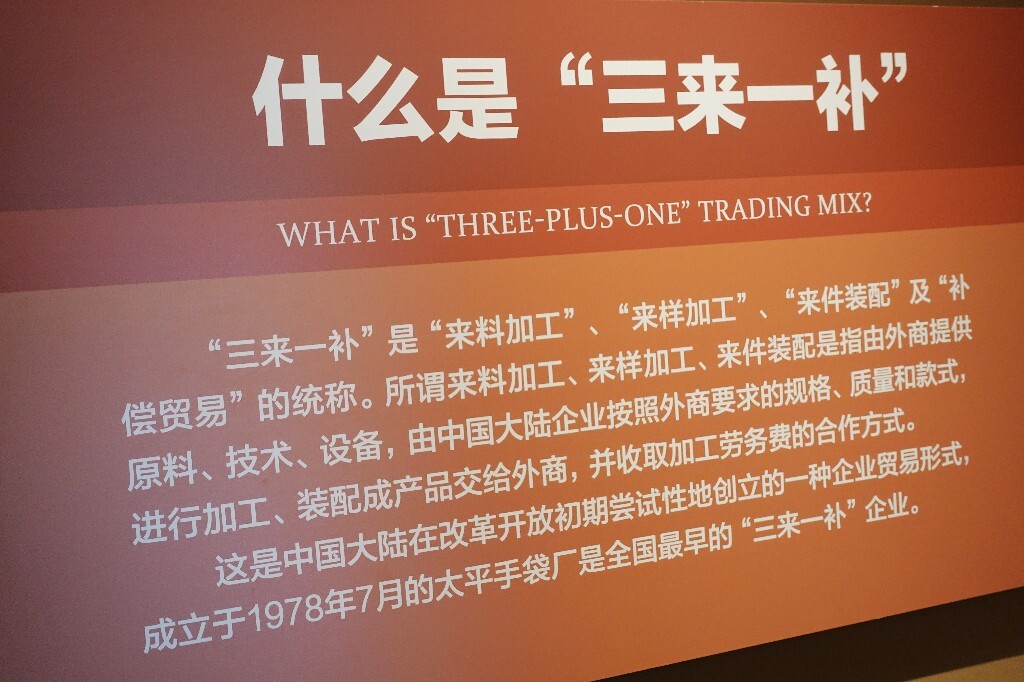 什么是“三来一补”
WHAT IS “THREE-PLUS-ONE” TRADING MIX?
“三来一补”是“来料加工”、“来样加工”、“来件装配”及“补
偿贸易”的统称。所谓来料加工、来样加工、来件装配是指由外商提供
原料、技术、设备，由中国大陆企业按照外商要求的规格、质量和款式，
进行加工、装配成产品交给外商，并收取加工劳务费的合作方式。
这是中国大陆在改革开放初期尝试性地创立的一种企业贸易形式，
成立于1978年7月的太平手袋厂是全国最早的“三来一补”企业。